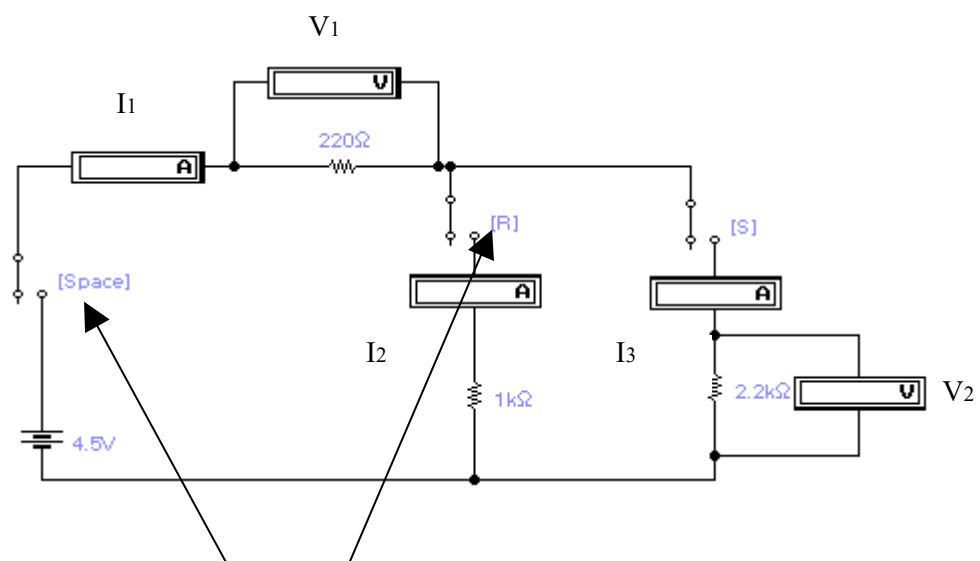 V1
V
I1
220Ω
A
[R]
[S]
[Space]
A
A
I2
I3
1kΩ
2.2kΩ
V
V2
4.5V